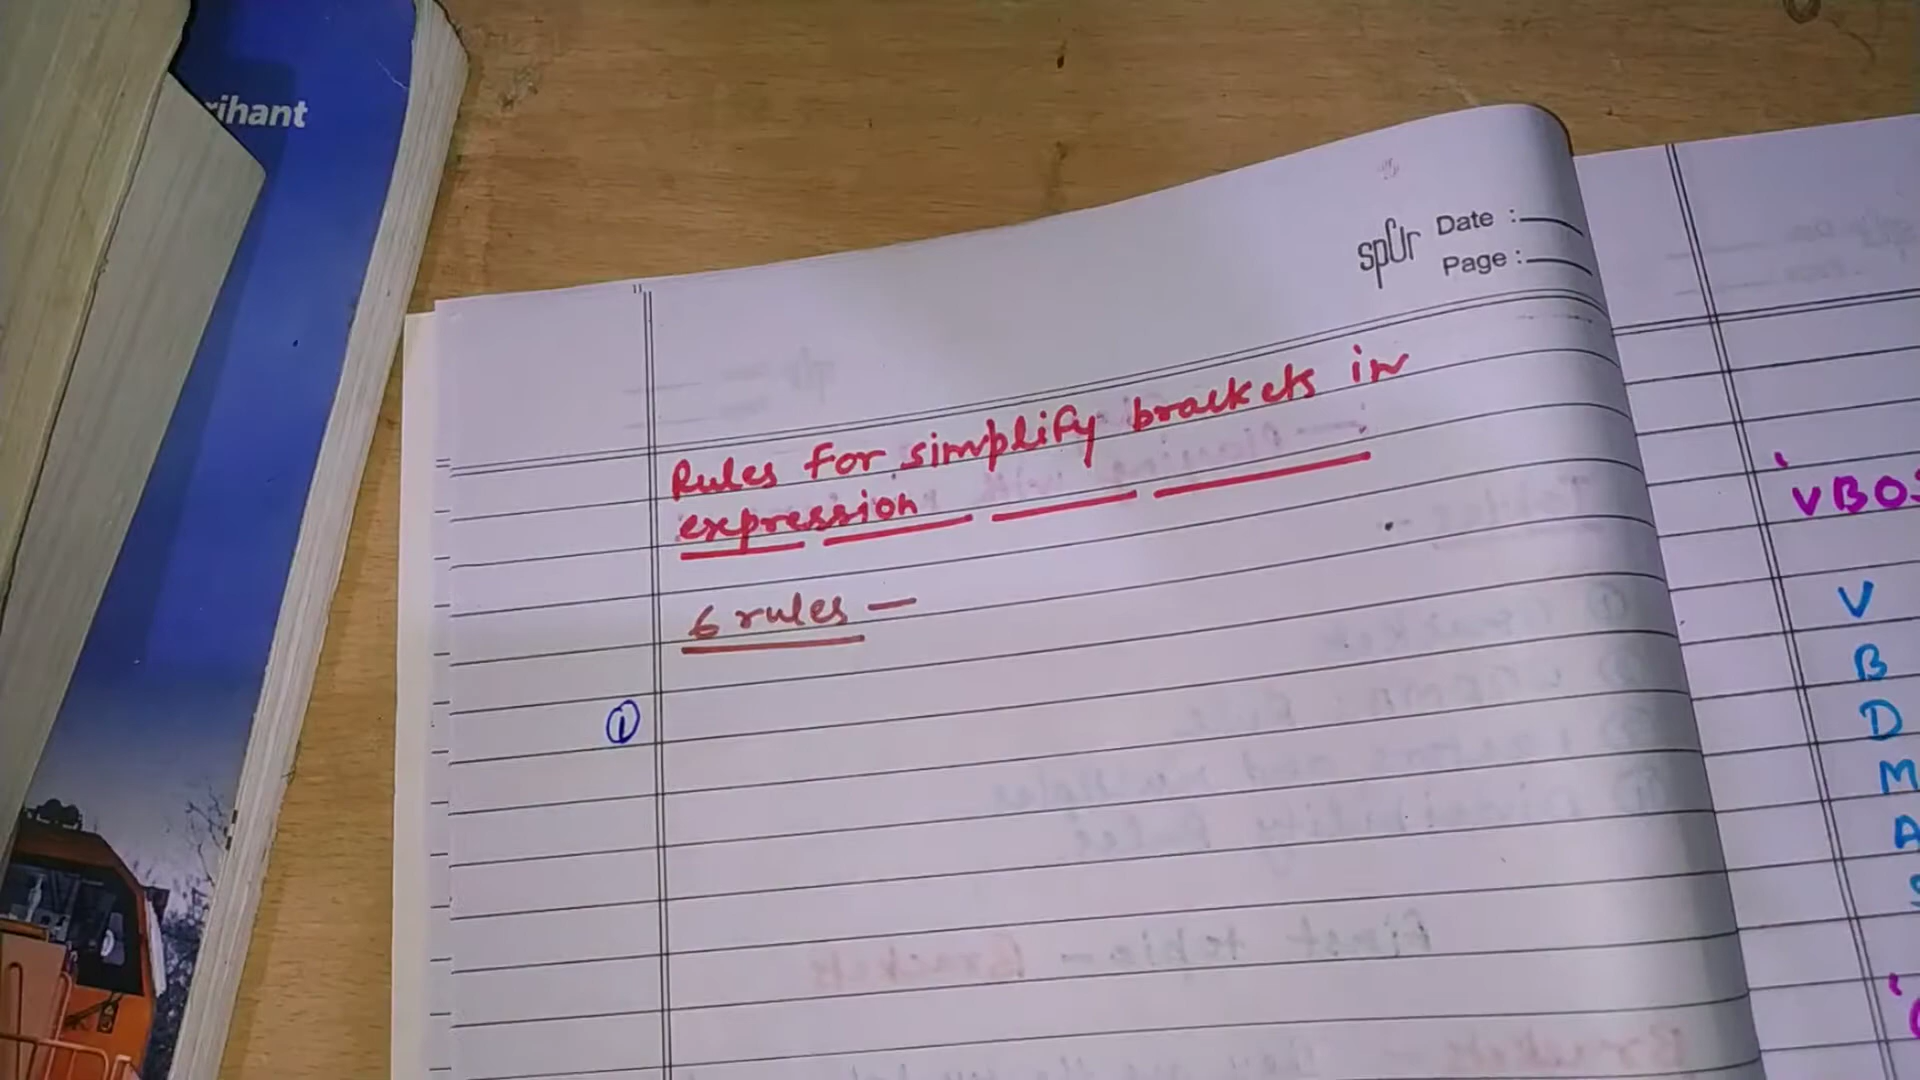 rihant
spUr Date :
Page :
Rules for simplify brackets in
expression
6 rules —
①
'VBO
V
B
D
M
A
S